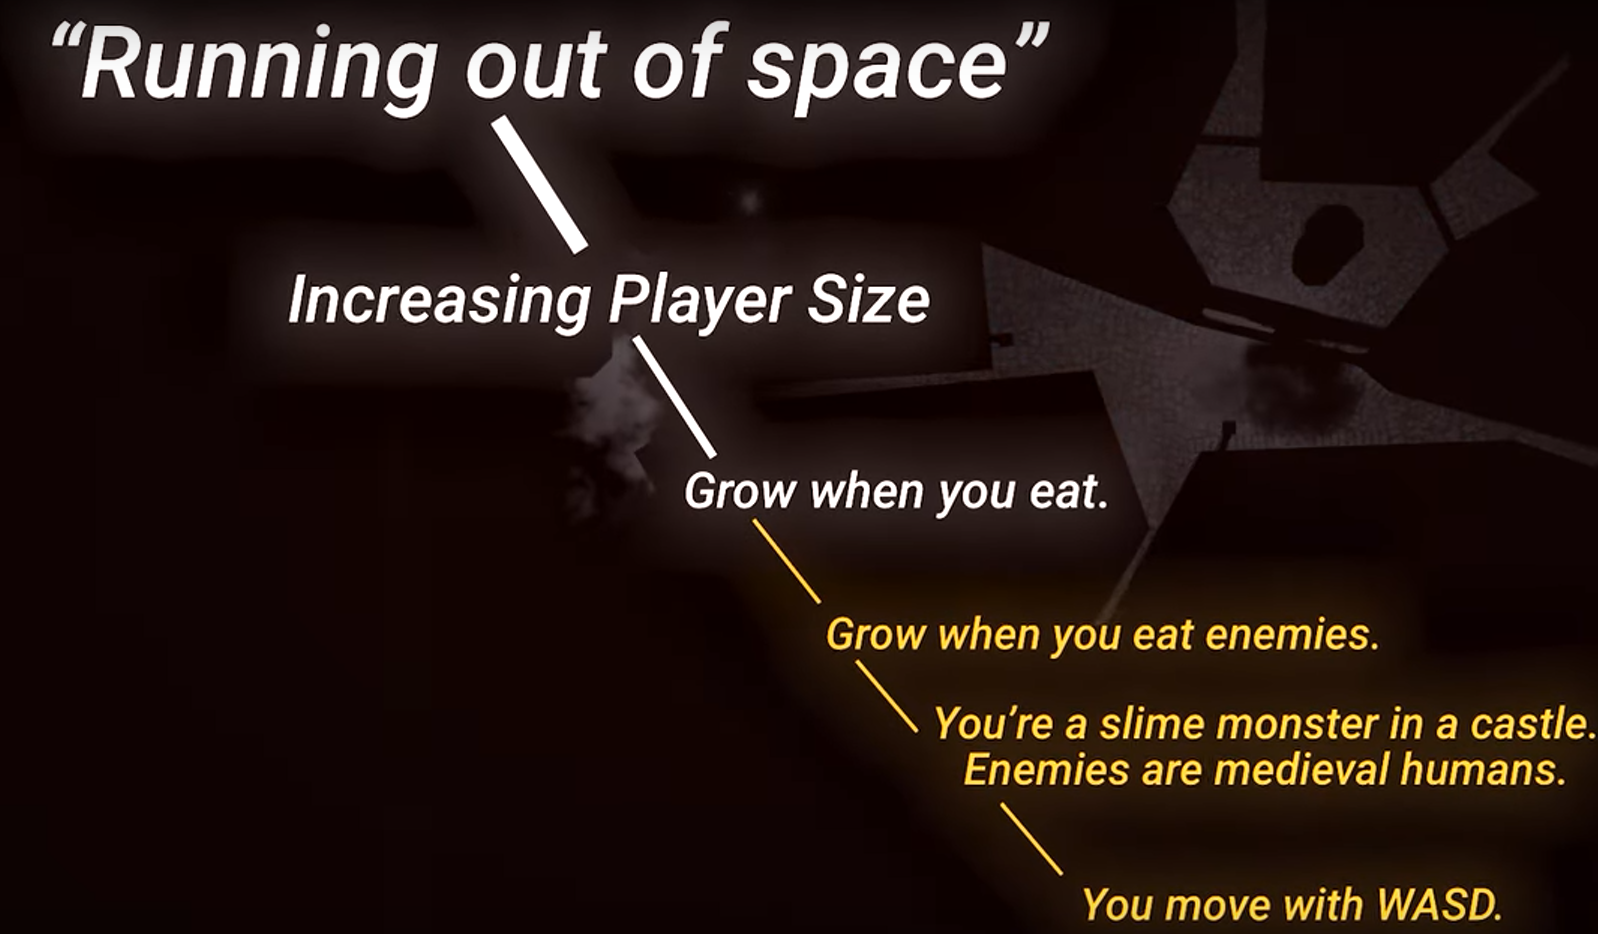 “Running out of space”
Increasing Player Size
Grow when you eat.
Grow when you eat enemies.
You’re a slime monster in a castle.
Enemies are medieval humans.
You move with WASD.